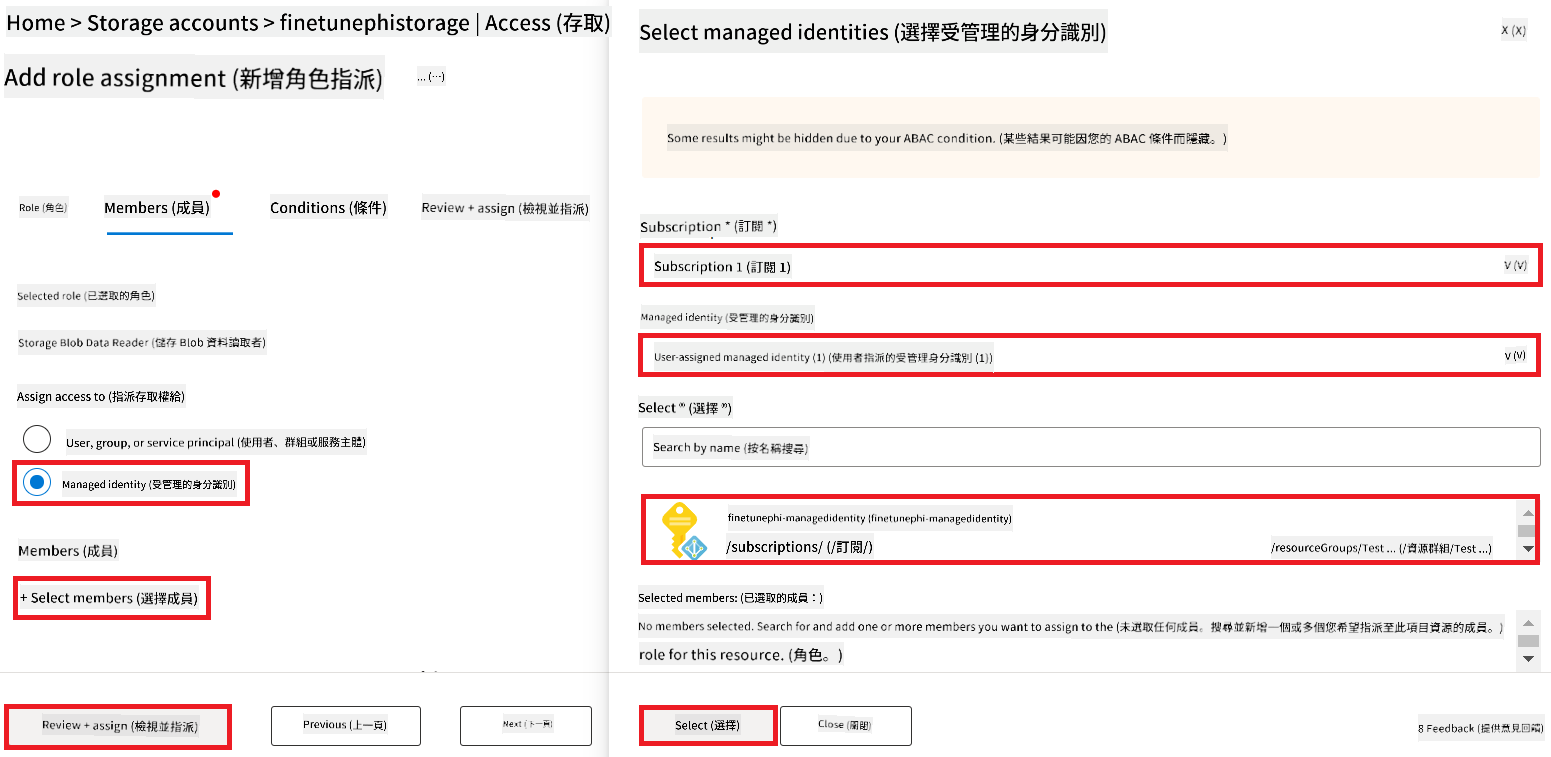 Home > Storage accounts > finetunephistorage | Access (存取)
Add role assignment (新增角色指派)
... (...)
Role (角色)
Members (成員)
Conditions (條件)
Review + assign (檢視並指派)
Selected role (已選取的角色)
Storage Blob Data Reader (儲存 Blob 資料讀取者)
Assign access to (指派存取權給)
User, group, or service principal (使用者、群組或服務主體)
Managed identity (受管理的身分識別)
Members (成員)
+ Select members (選擇成員)
Review + assign (檢視並指派)
Previous (上一頁)
Next (下一頁)
Select managed identities (選擇受管理的身分識別)
X (X)
Some results might be hidden due to your ABAC condition. (某些結果可能因您的 ABAC 條件而隱藏。)
Subscription * (訂閱 *)
Subscription 1 (訂閱 1)
V (V)
Managed identity (受管理的身分識別)
User-assigned managed identity (1) (使用者指派的受管理身分識別 (1))
V (V)
Select ® (選擇 ®)
Search by name (按名稱搜尋)
finetunephi-managedidentity (finetunephi-managedidentity)
/subscriptions/ (/訂閱/)
/resourceGroups/Test ... (/資源群組/Test ...)
Selected members: (已選取的成員：)
No members selected. Search for and add one or more members you want to assign to the (未選取任何成員。搜尋並新增一個或多個您希望指派至此項目資源的成員。)
role for this resource. (角色。)
Select (選擇)
Close (關閉)
8 Feedback (提供意見回饋)